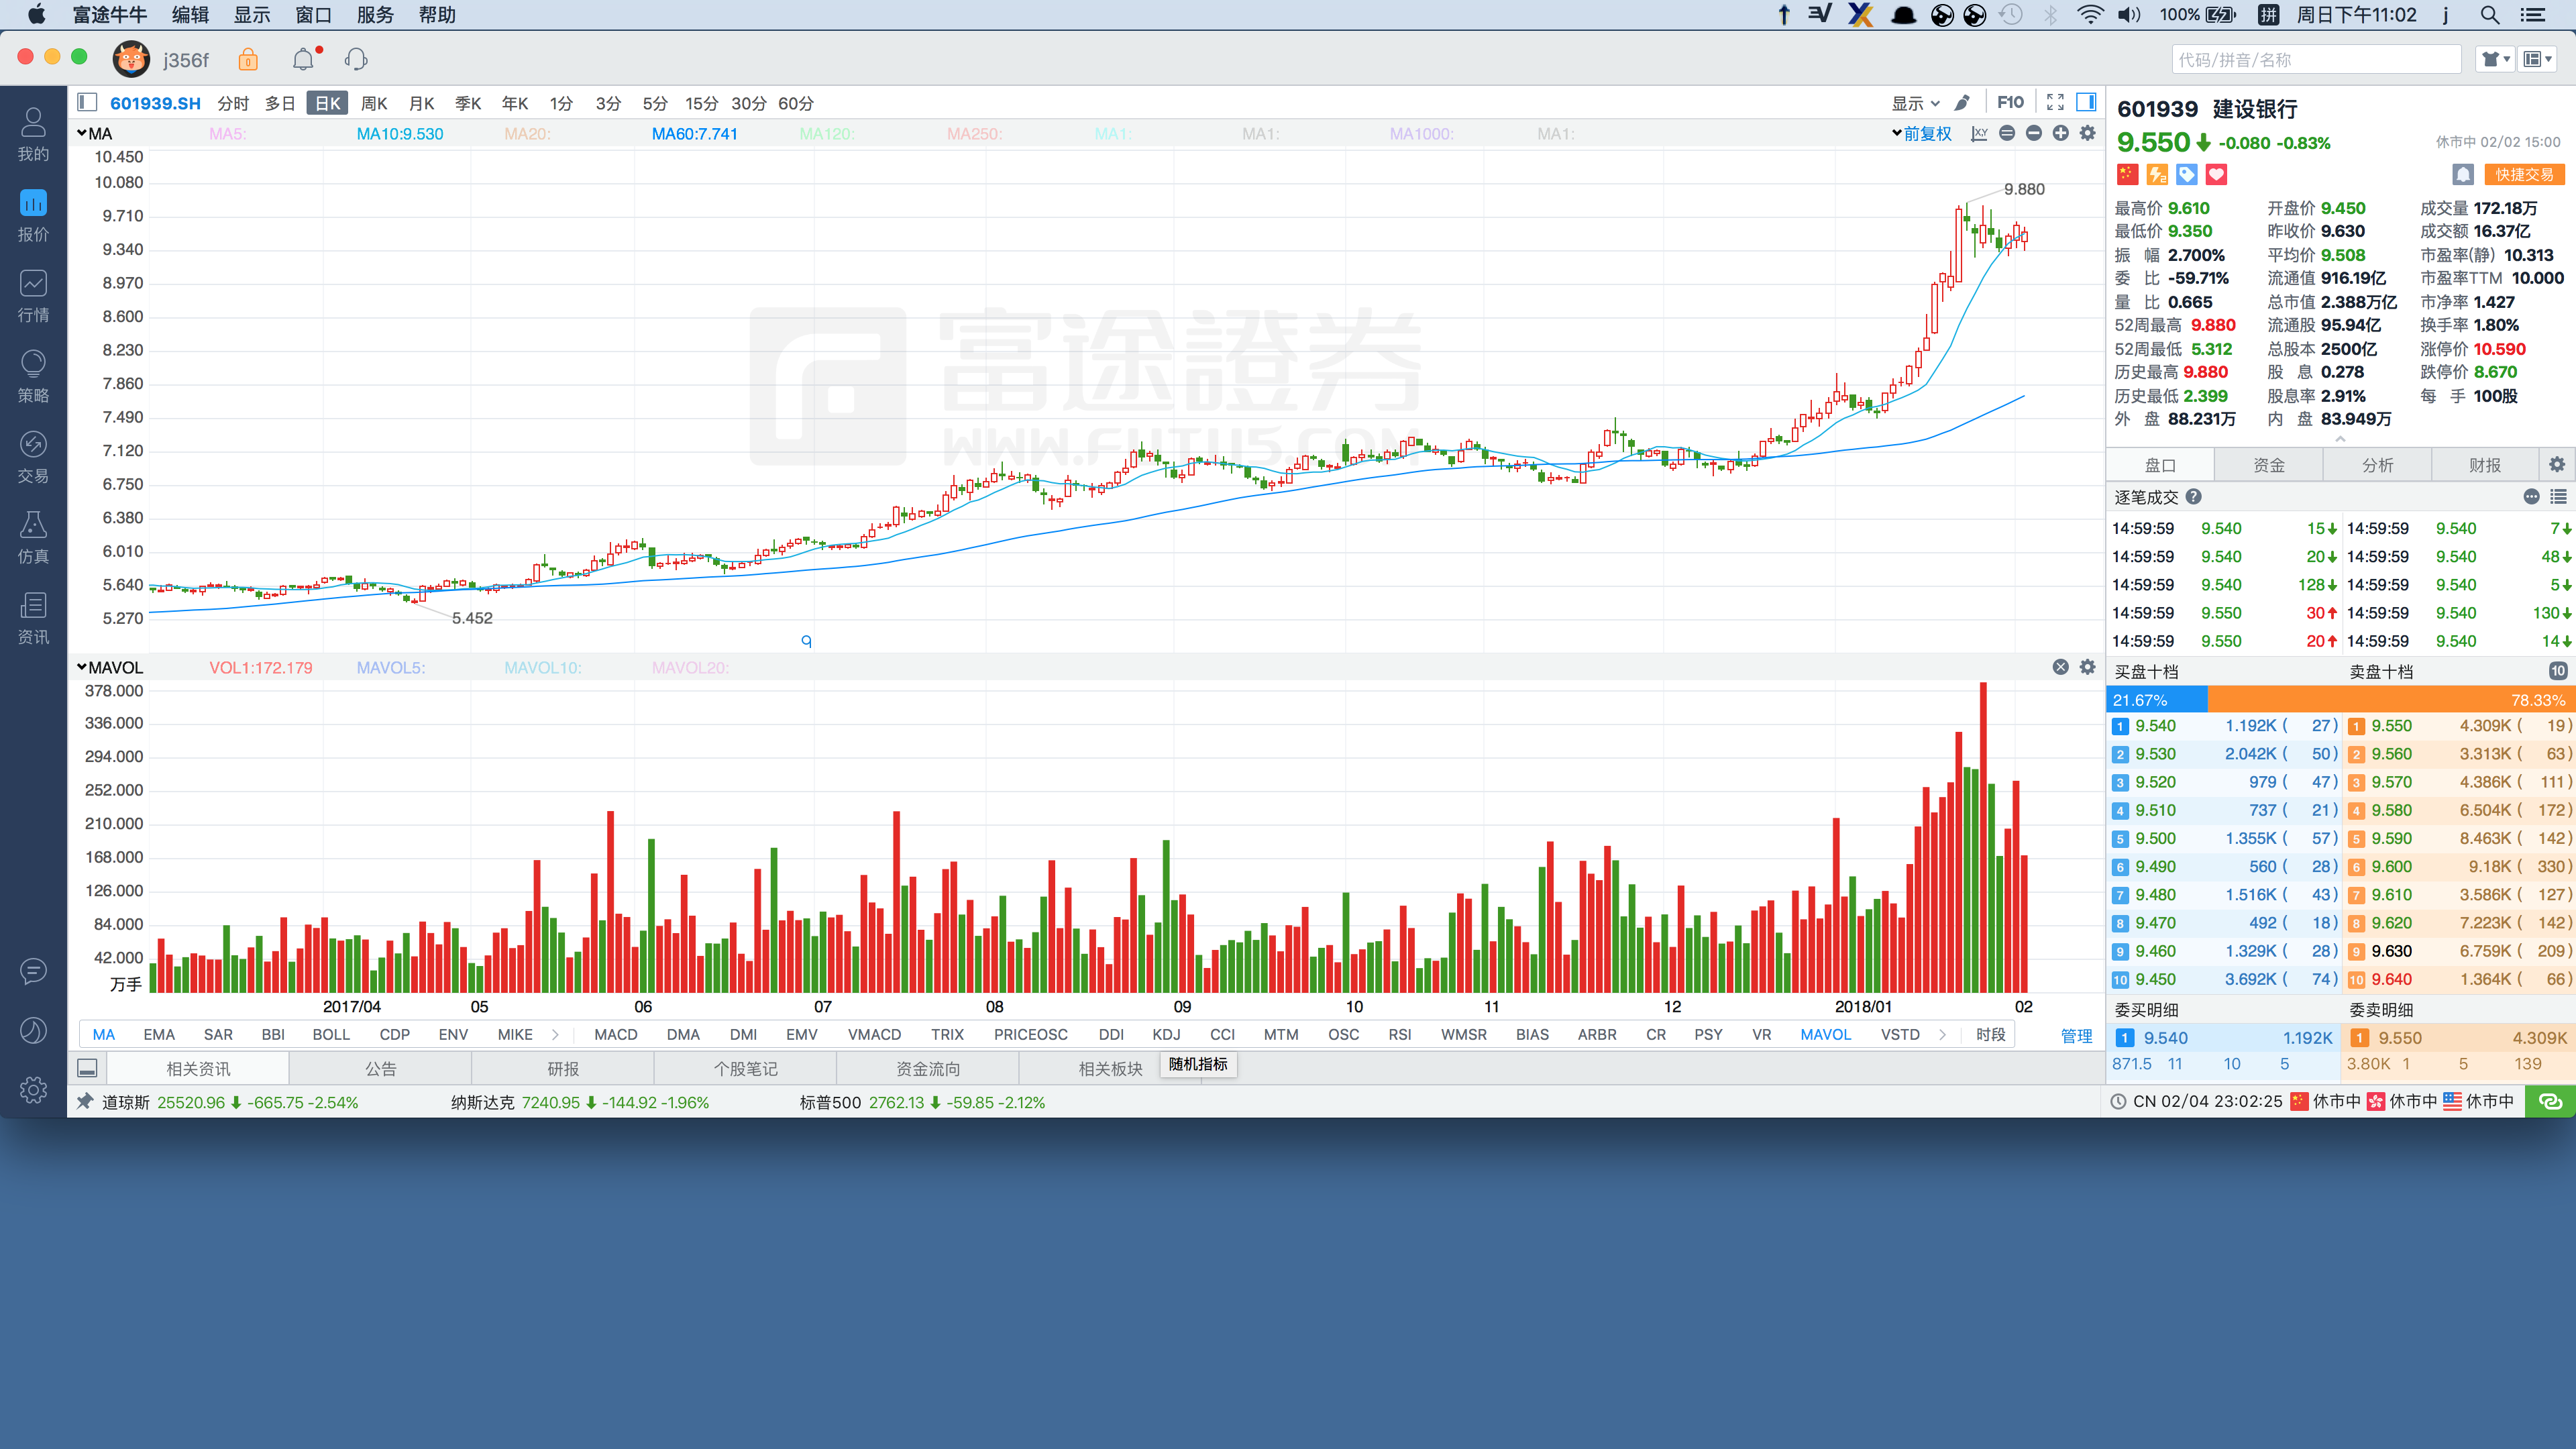 富途牛牛 编辑 显示 窗口 服务 帮助
100% 拼 周日下午11:02 j
j356f
代码/拼音/名称
我的
报价
行情
策略
交易
仿真
资讯
601939.SH 分时 多日 日K 周K 月K 季K 年K 1分 3分 5分 15分 30分 60分
显示 F10
MA MA5: MA10:9.530 MA20: MA60:7.741 MA120: MA250: MA1: MA1: MA1000: MA1:
前复权
10.450
10.080
9.710
9.340
8.970
8.600
8.230
7.860
7.490
7.120
6.750
6.380
6.010
5.640
5.270
9.880
5.452
富途證券
WWW.FUTU5.COM
MAVOL VOL1:172.179 MAVOL5: MAVOL10: MAVOL20:
378.000
336.000
294.000
252.000
210.000
168.000
126.000
84.000
42.000
万手
2017/04 05 06 07 08 09 10 11 12 2018/01 02
MA EMA SAR BBI BOLL CDP ENV MIKE MACD DMA DMI EMV VMACD TRIX PRICEOSC DDI KDJ CCI MTM OSC RSI WMSR BIAS ARBR CR PSY VR MAVOL VSTD 时段 管理
相关资讯 公告 研报 个股笔记 资金流向 相关板块
随机指标
道琼斯 25520.96 -665.75 -2.54% 纳斯达克 7240.95 -144.92 -1.96% 标普500 2762.13 -59.85 -2.12%
CN 02/04 23:02:25 休市中 休市中 休市中
601939 建设银行
9.550 -0.080 -0.83% 休市中 02/02 15:00
快捷交易
最高价 9.610 开盘价 9.450 成交量 172.18万
最低价 9.350 昨收价 9.630 成交额 16.37亿
振 幅 2.700% 平均价 9.508 市盈率(静) 10.313
委 比 -59.71% 流通值 916.19亿 市盈率TTM 10.000
量 比 0.665 总市值 2.388万亿 市净率 1.427
52周最高 9.880 流通股 95.94亿 换手率 1.80%
52周最低 5.312 总股本 2500亿 涨停价 10.590
历史最高 9.880 股 息 0.278 跌停价 8.670
历史最低 2.399 股息率 2.91% 每 手 100股
外 盘 88.231万 内 盘 83.949万
盘口 资金 分析 财报
逐笔成交
14:59:59 9.540 15 14:59:59 9.540 7
14:59:59 9.540 20 14:59:59 9.540 48
14:59:59 9.540 128 14:59:59 9.540 5
14:59:59 9.550 30 14:59:59 9.540 130
14:59:59 9.550 20 14:59:59 9.540 14
买盘十档 卖盘十档 10
21.67% 78.33%
1 9.540 1.192K ( 27) 1 9.550 4.309K ( 19)
2 9.530 2.042K ( 50) 2 9.560 3.313K ( 63)
3 9.520 979 ( 47) 3 9.570 4.386K ( 111)
4 9.510 737 ( 21) 4 9.580 6.504K ( 172)
5 9.500 1.355K ( 57) 5 9.590 8.463K ( 142)
6 9.490 560 ( 28) 6 9.600 9.18K ( 330)
7 9.480 1.516K ( 43) 7 9.610 3.586K ( 127)
8 9.470 492 ( 18) 8 9.620 7.223K ( 142)
9 9.460 1.329K ( 28) 9 9.630 6.759K ( 209)
10 9.450 3.692K ( 74) 10 9.640 1.364K ( 66)
委买明细 委卖明细
1 9.540 1.192K 1 9.550 4.309K
871.5 11 10 5 3.80K 1 5 139